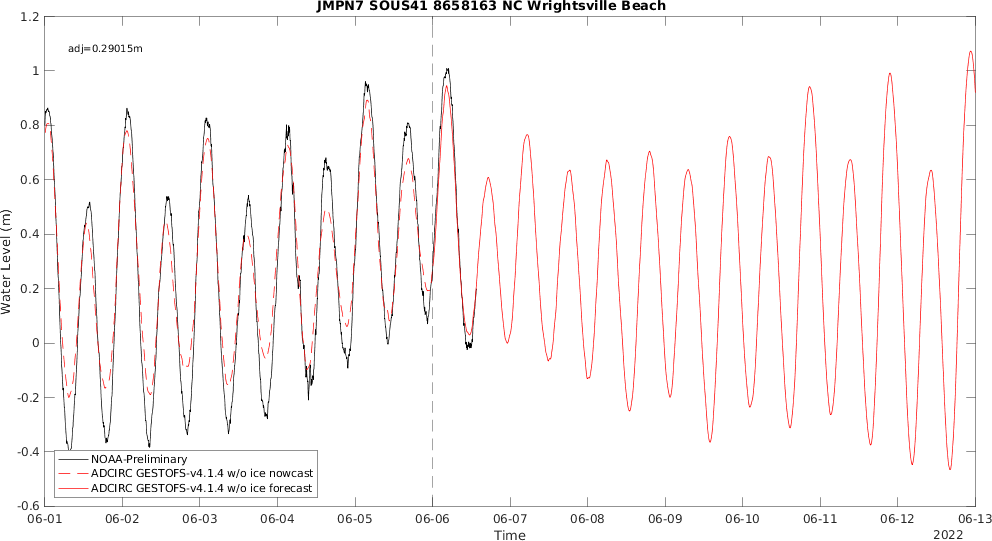 JMPN7 SOUS41 8658163 NC Wrightsville Beach
1.2
adj=0.29015m
1
0.8
0.6
0.4
0.2
0
-0.2
-0.4
-0.6
Water Level (m)
NOAA-Preliminary
ADCIRC GESTOFS-v4.1.4 w/o ice nowcast
ADCIRC GESTOFS-v4.1.4 w/o ice forecast
06-01 06-02 06-03 06-04 06-05 06-06 06-07 06-08 06-09 06-10 06-11 06-12 06-13
Time
2022